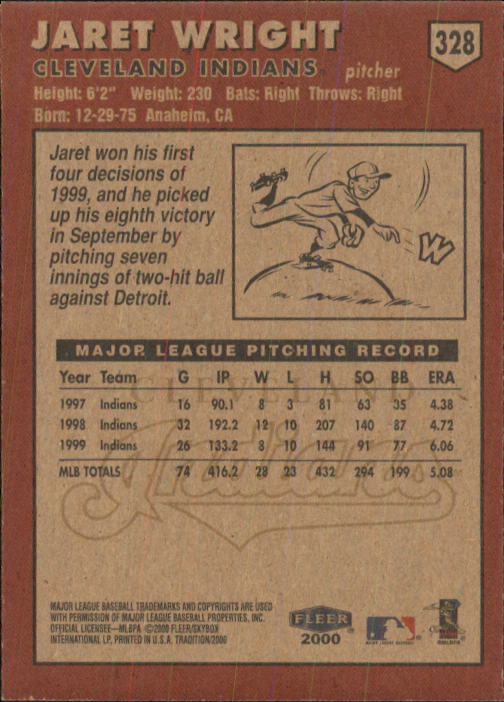 JARET WRIGHT
328
CLEVELAND INDIANS® pitcher
Height: 6'2" Weight: 230 Bats: Right Throws: Right
Born: 12-29-75 Anaheim, CA
Jaret won his first
four decisions of
1999, and he picked
up his eighth victory
in September by
pitching seven
innings of two-hit ball
against Detroit.
W
MAJOR LEAGUE PITCHING RECORD
Year Team G IP W L H SO BB ERA
1997 Indians 16 90.1 8 3 81 63 35 4.38
1998 Indians 32 192.2 12 10 207 140 87 4.72
1999 Indians 26 133.2 8 10 144 91 77 6.06
MLB TOTALS 74 416.2 28 23 432 294 199 5.08
CLEVELAND
Indians
MAJOR LEAGUE BASEBALL TRADEMARKS AND COPYRIGHTS ARE USED
WITH PERMISSION OF MAJOR LEAGUE BASEBALL PROPERTIES, INC.
OFFICIAL LICENSEE—MLBPA ©2000 FLEER/SKYBOX
INTERNATIONAL LP, PRINTED IN U.S.A. TRADITION/2000
FLEER
2000